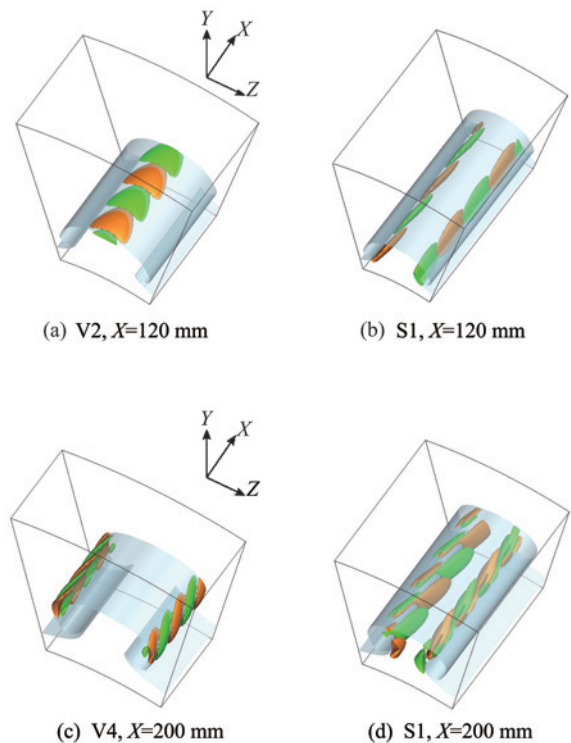 Y
X
Z
(a) V2, X=120 mm
(b) S1, X=120 mm
Y
X
Z
(c) V4, X=200 mm
(d) S1, X=200 mm